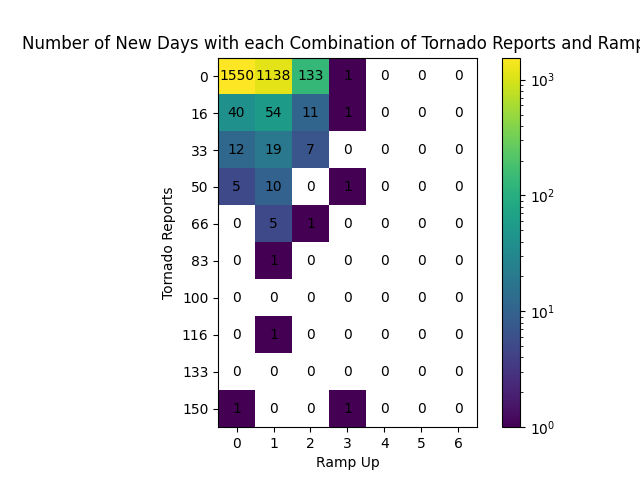 Number of New Days with each Combination of Tornado Reports and Ramp
0 1550 1138 133 1 0 0 0
16 40 54 11 1 0 0 0
33 12 19 7 0 0 0 0
50 5 10 0 1 0 0 0
66 0 5 1 0 0 0 0
83 0 1 0 0 0 0 0
100 0 0 0 0 0 0 0
116 0 1 0 0 0 0 0
133 0 0 0 0 0 0 0
150 1 0 0 1 0 0 0
0 1 2 3 4 5 6
Ramp Up
Tornado Reports
10³
10²
10¹
10⁰